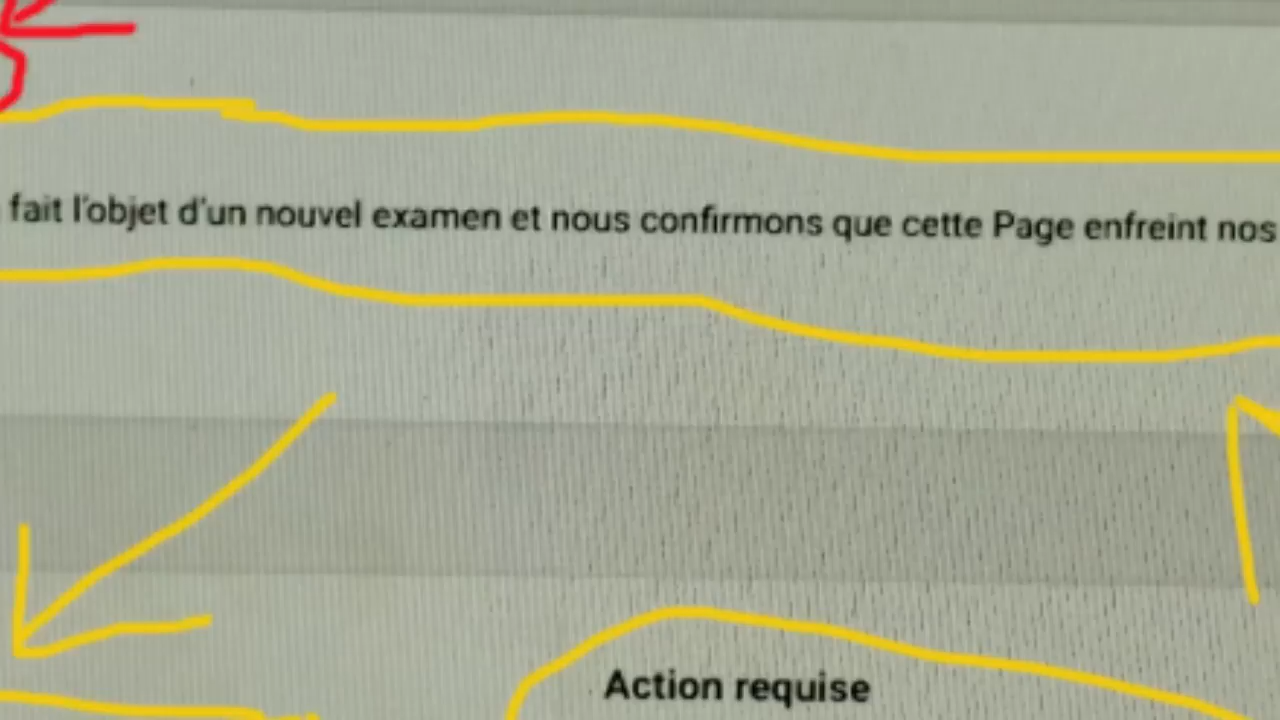 fait l'objet d'un nouvel examen et nous confirmons que cette Page enfreint nos
Action requise